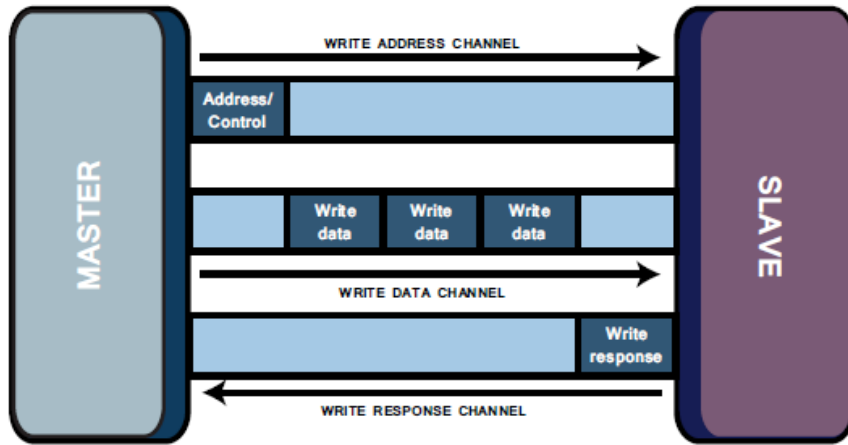 MASTER
WRITE ADDRESS CHANNEL
Address/
Control
Write
data
Write
data
Write
data
WRITE DATA CHANNEL
Write
response
WRITE RESPONSE CHANNEL
SLAVE